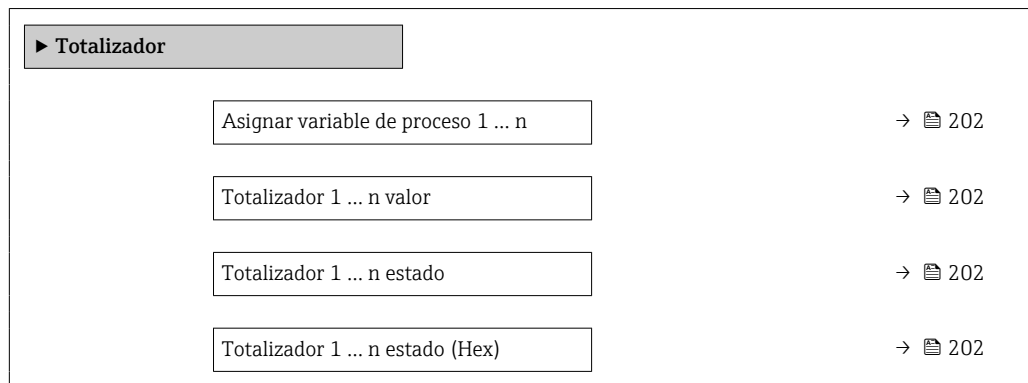 ▶ Totalizador
Asignar variable de proceso 1 … n → 202
Totalizador 1 … n valor → 202
Totalizador 1 … n estado → 202
Totalizador 1 … n estado (Hex) → 202